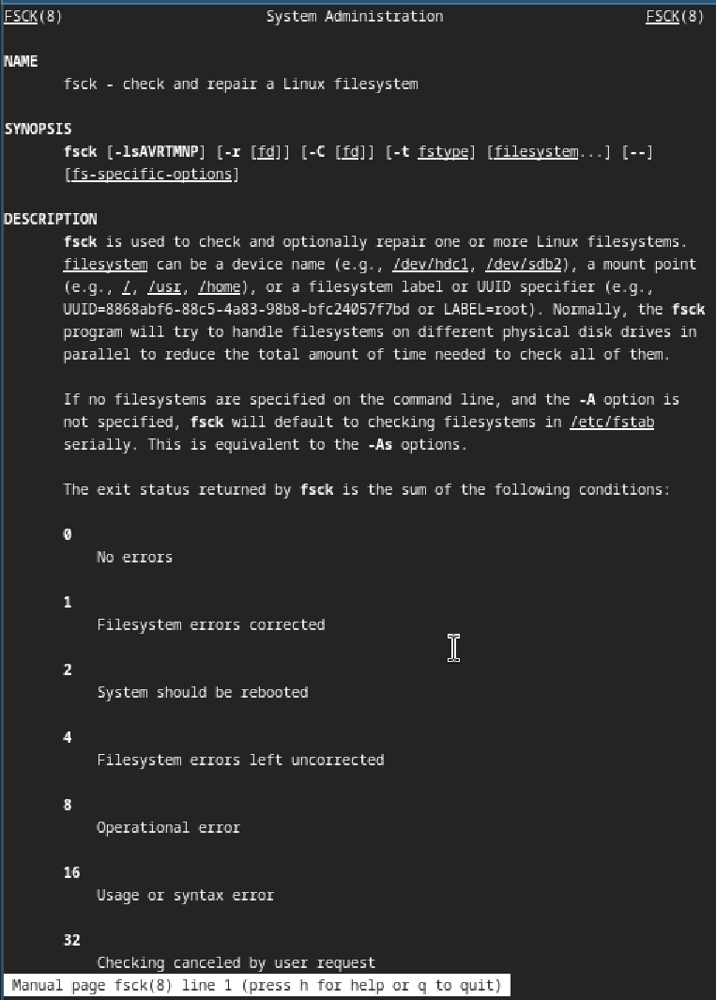 FSCK(8) System Administration FSCK(8)
NAME
fsck - check and repair a Linux filesystem
SYNOPSIS
fsck [-lsAVRTMNP] [-r [fd]] [-C [fd]] [-t fstype] [filesystem...] [--]
[fs-specific-options]
DESCRIPTION
fsck is used to check and optionally repair one or more Linux filesystems.
filesystem can be a device name (e.g., /dev/hdc1, /dev/sdb2), a mount point
(e.g., /, /usr, /home), or a filesystem label or UUID specifier (e.g.,
UUID=8868abf6-88c5-4a83-98b8-bfc24057f7bd or LABEL=root). Normally, the fsck
program will try to handle filesystems on different physical disk drives in
parallel to reduce the total amount of time needed to check all of them.
If no filesystems are specified on the command line, and the -A option is
not specified, fsck will default to checking filesystems in /etc/fstab
serially. This is equivalent to the -As options.
The exit status returned by fsck is the sum of the following conditions:
0
No errors
1
Filesystem errors corrected
2
System should be rebooted
4
Filesystem errors left uncorrected
8
Operational error
16
Usage or syntax error
32
Checking canceled by user request
Manual page fsck(8) line 1 (press h for help or q to quit)